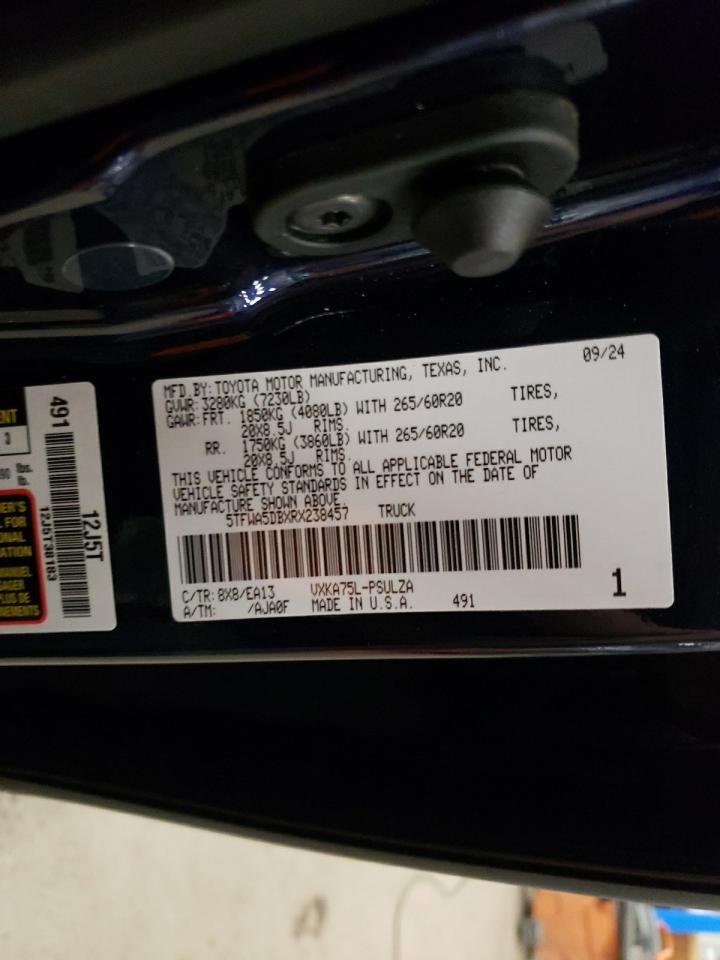 MFD.BY:TOYOTA MOTOR MANUFACTURING, TEXAS, INC. 09/24
GVWR:3280KG (7230LB)
GAWR:FRT. 1850KG (4080LB) WITH 265/60R20 TIRES,
20X8.5J RIMS.
RR. 1750KG (3860LB) WITH 265/60R20 TIRES,
20X8.5J RIMS.
THIS VEHICLE CONFORMS TO ALL APPLICABLE FEDERAL MOTOR
VEHICLE SAFETY STANDARDS IN EFFECT ON THE DATE OF
MANUFACTURE SHOWN ABOVE.
5TFWA5DBXRX238457 TRUCK
C/TR:8X8/EA13 VXKA75L-PSULZA
A/TM: /AJA0F MADE IN U.S.A. 491
1
491
12J5T
12J5T38183
3
lbs.
lb.